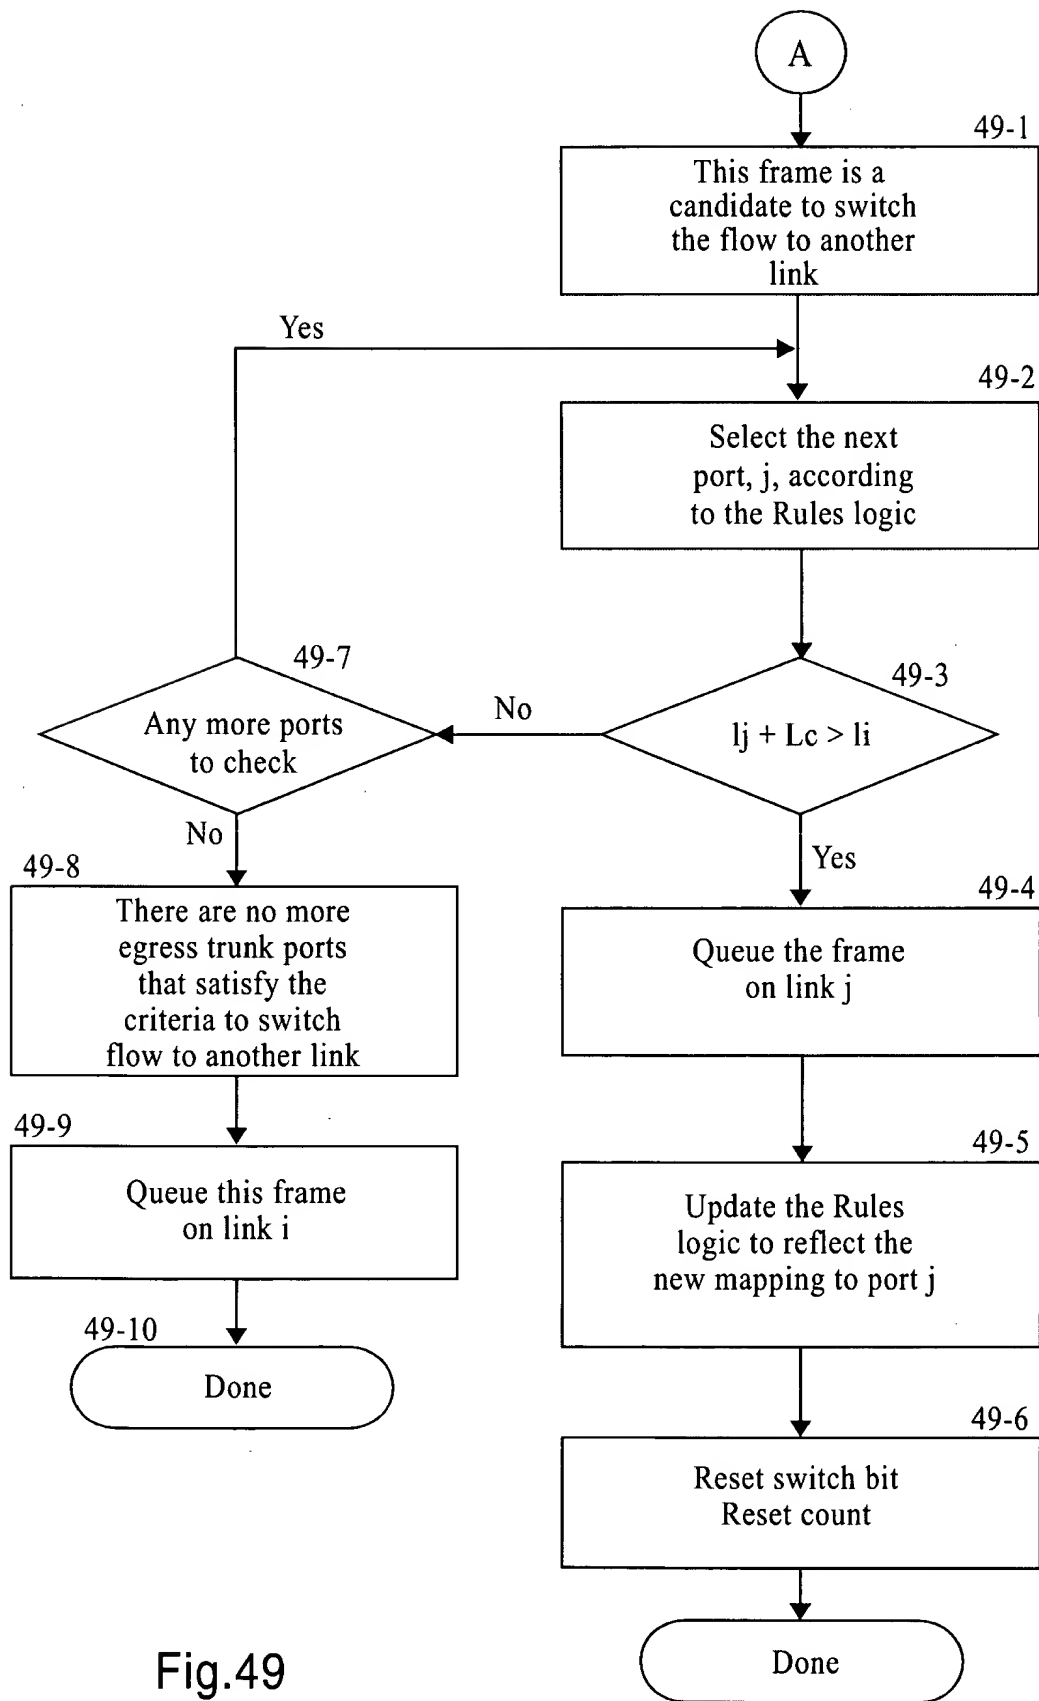 A
49-1
This frame is a
candidate to switch
the flow to another
link
Yes
49-2
Select the next
port, j, according
to the Rules logic
49-7
Any more ports
to check
No
49-3
lj + Lc > li
No
Yes
49-8
There are no more
egress trunk ports
that satisfy the
criteria to switch
flow to another link
49-4
Queue the frame
on link j
49-9
Queue this frame
on link i
49-5
Update the Rules
logic to reflect the
new mapping to port j
49-10
Done
49-6
Reset switch bit
Reset count
Done
Fig.49